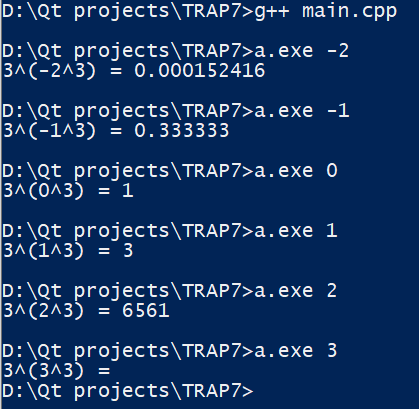 D:\Qt projects\TRAP7>g++ main.cpp
D:\Qt projects\TRAP7>a.exe -2
3^(-2^3) = 0.000152416
D:\Qt projects\TRAP7>a.exe -1
3^(-1^3) = 0.333333
D:\Qt projects\TRAP7>a.exe 0
3^(0^3) = 1
D:\Qt projects\TRAP7>a.exe 1
3^(1^3) = 3
D:\Qt projects\TRAP7>a.exe 2
3^(2^3) = 6561
D:\Qt projects\TRAP7>a.exe 3
3^(3^3) =
D:\Qt projects\TRAP7>